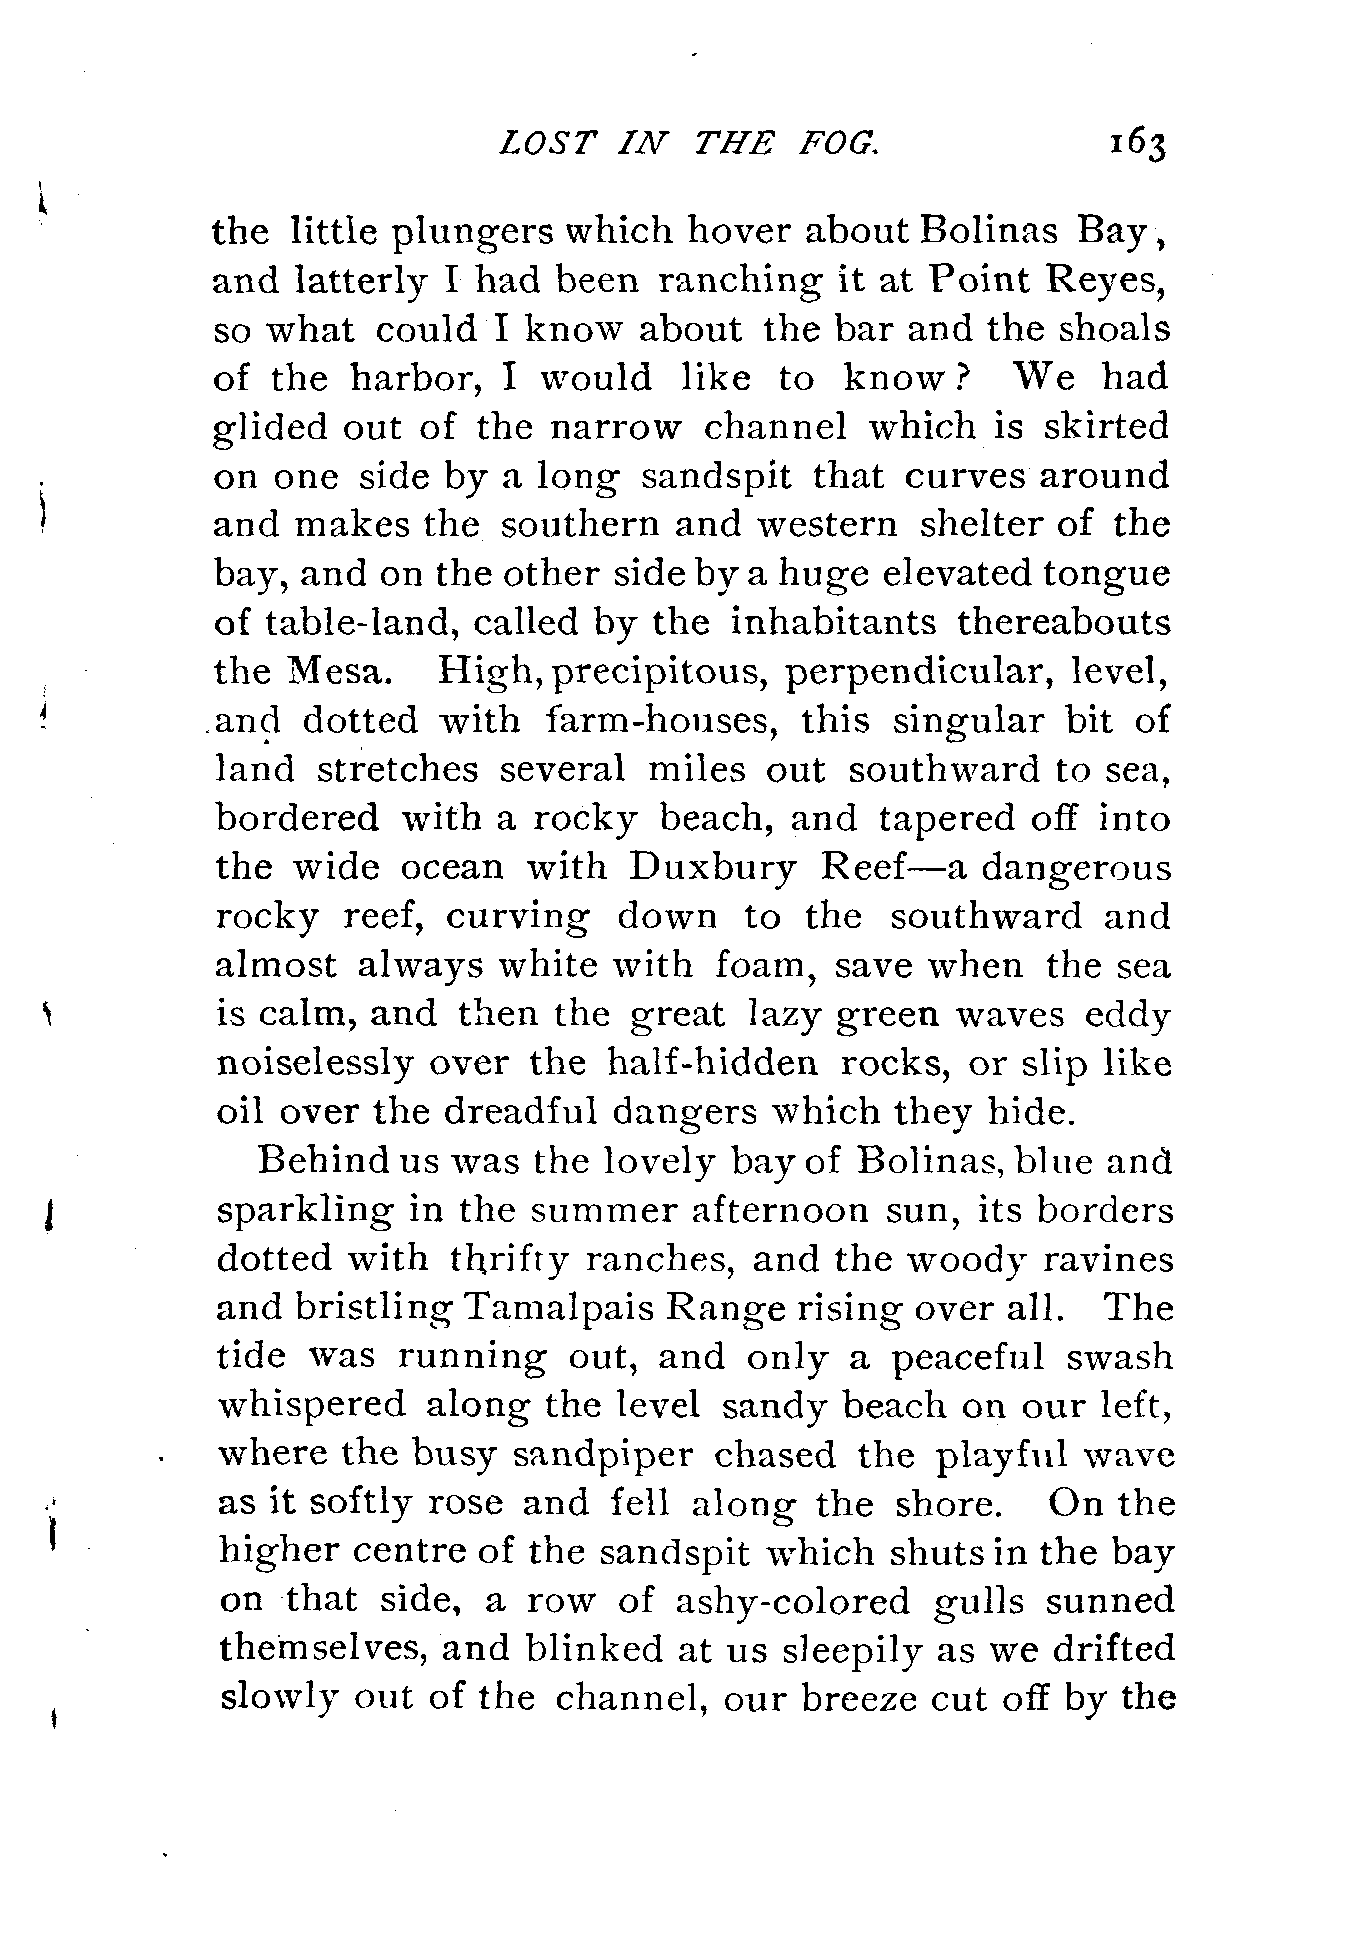 LOST IN THE FOG. 163
the little plungers which hover about Bolinas Bay,
and latterly I had been ranching it at Point Reyes,
so what could I know about the bar and the shoals
of the harbor, I would like to know? We had
glided out of the narrow channel which is skirted
on one side by a long sandspit that curves around
and makes the southern and western shelter of the
bay, and on the other side by a huge elevated tongue
of table-land, called by the inhabitants thereabouts
the Mesa. High, precipitous, perpendicular, level,
and dotted with farm-houses, this singular bit of
land stretches several miles out southward to sea,
bordered with a rocky beach, and tapered off into
the wide ocean with Duxbury Reef—a dangerous
rocky reef, curving down to the southward and
almost always white with foam, save when the sea
is calm, and then the great lazy green waves eddy
noiselessly over the half-hidden rocks, or slip like
oil over the dreadful dangers which they hide.
Behind us was the lovely bay of Bolinas, blue and
sparkling in the summer afternoon sun, its borders
dotted with thrifty ranches, and the woody ravines
and bristling Tamalpais Range rising over all. The
tide was running out, and only a peaceful swash
whispered along the level sandy beach on our left,
where the busy sandpiper chased the playful wave
as it softly rose and fell along the shore. On the
higher centre of the sandspit which shuts in the bay
on that side, a row of ashy-colored gulls sunned
themselves, and blinked at us sleepily as we drifted
slowly out of the channel, our breeze cut off by the